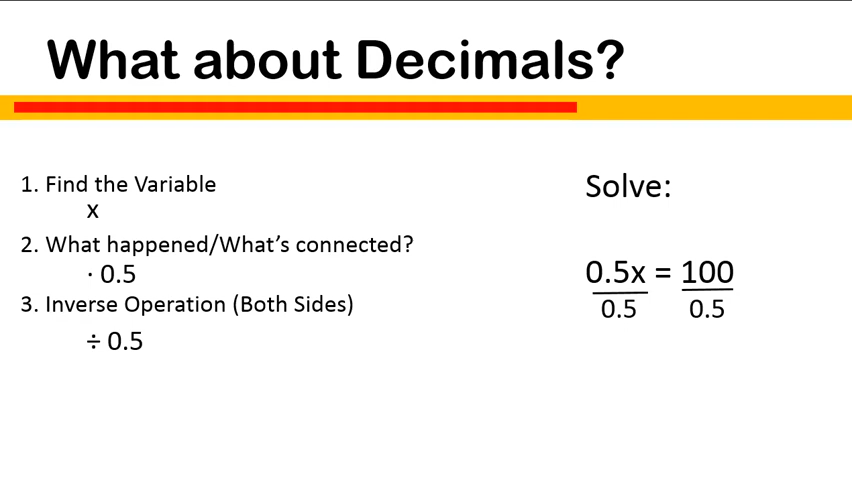 What about Decimals?
1. Find the Variable
x
2. What happened/What’s connected?
· 0.5
3. Inverse Operation (Both Sides)
÷ 0.5
Solve:
0.5x = 100
0.5 0.5